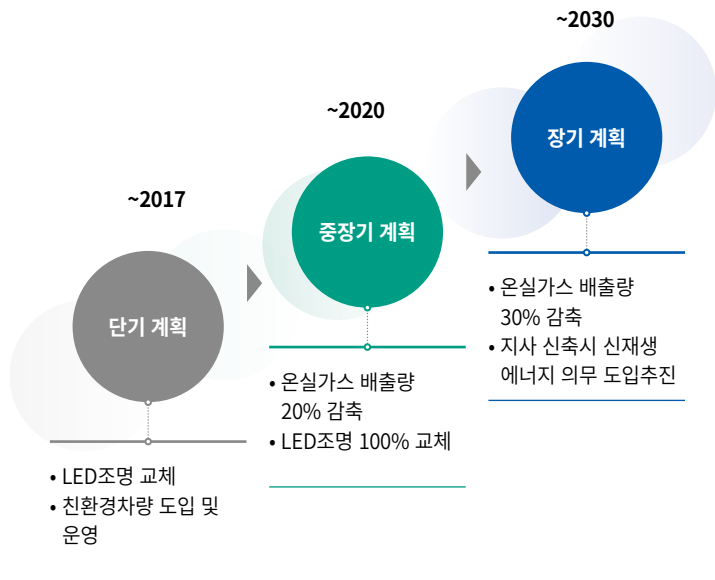 ~2017
단기 계획
• LED조명 교체
• 친환경차량 도입 및
운영
~2020
중장기 계획
• 온실가스 배출량
20% 감축
• LED조명 100% 교체
~2030
장기 계획
• 온실가스 배출량
30% 감축
• 지사 신축시 신재생
에너지 의무 도입추진